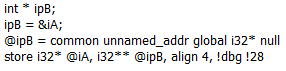 int * ipB;
ipB = &iA;
@ipB = common unnamed_addr global i32* null
store i32* @iA, i32** @ipB, align 4, !dbg !28